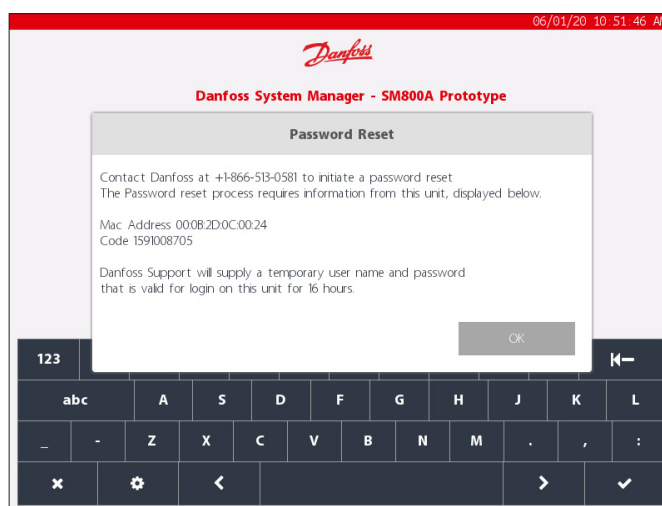 06/01/20 10:51:46 AM
Danfoss
Danfoss System Manager - SM800A Prototype
Password Reset
Contact Danfoss at +1-866-513-0581 to initiate a password reset
The Password reset process requires information from this unit, displayed below.
Mac Address 00:0B:2D:0C:00:24
Code 1591008705
Danfoss Support will supply a temporary user name and password
that is valid for login on this unit for 16 hours.
OK
123
abc A S D F G H J K L
_ - Z X C V B N M . , :